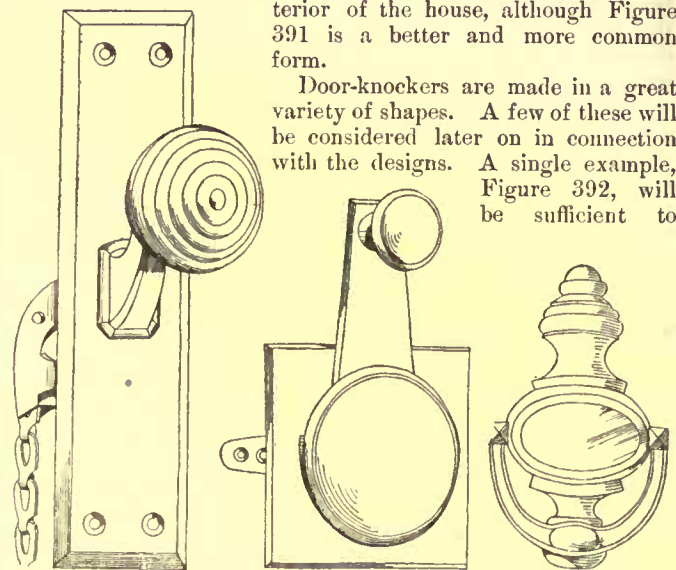 terior of the house, although Figure
391 is a better and more common
form.
Door-knockers are made in a great
variety of shapes. A few of these will
be considered later on in connection
with the designs. A single example,
Figure 392, will
be sufficient to